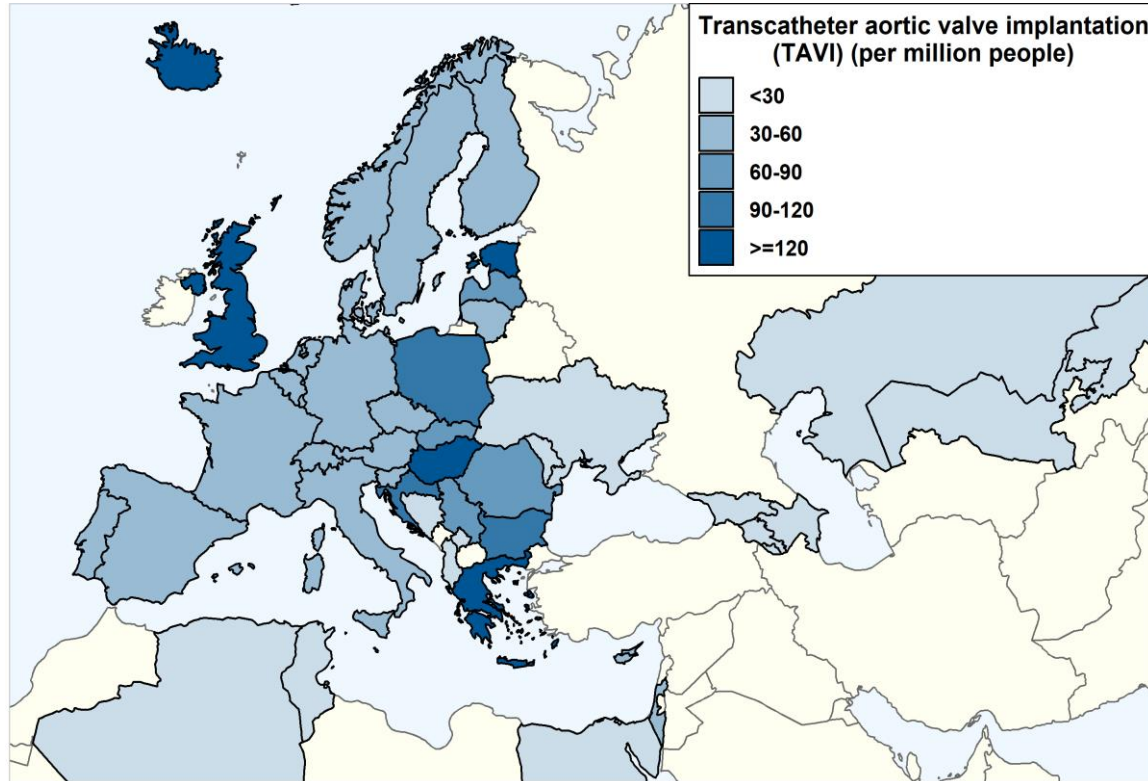 Transcatheter aortic valve implantation
(TAVI) (per million people)
<30
30-60
60-90
90-120
>=120